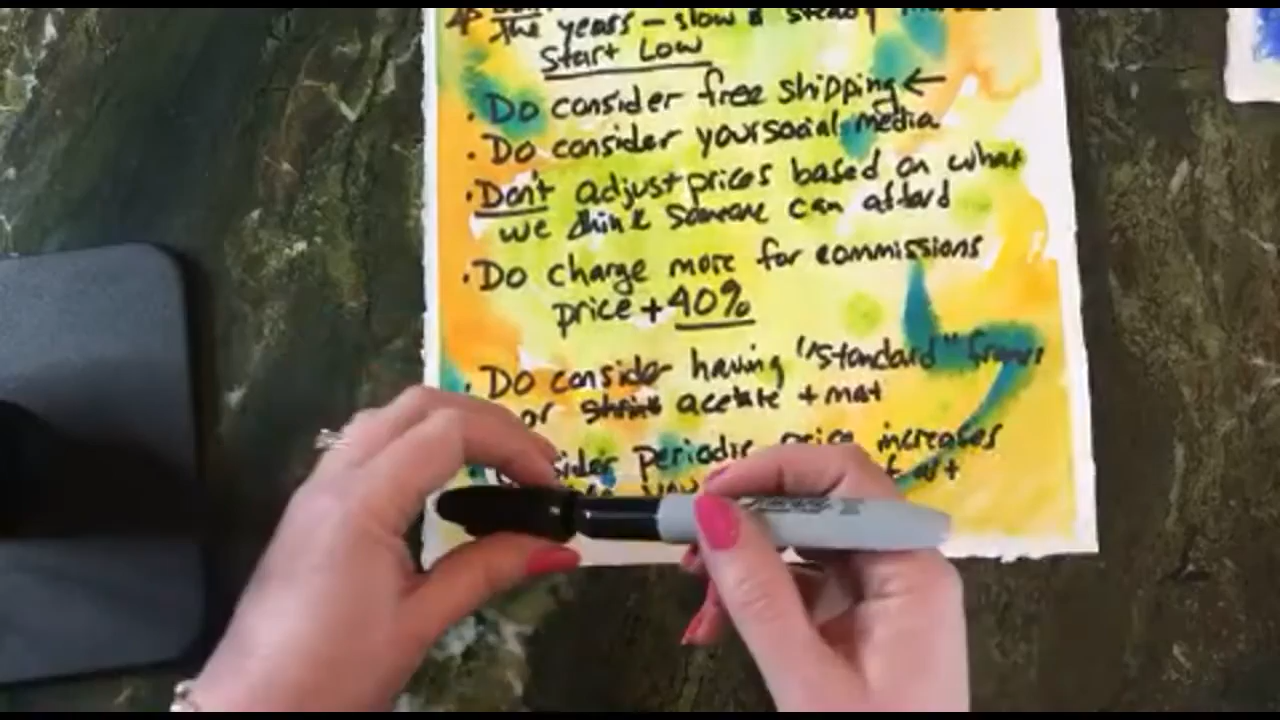 The years – slow & steady
Start Low
• Do consider free shipping ←
• Do consider your social media
• Don't adjust prices based on what
we think someone can afford
• Do charge more for commissions
price + 40%
• Do consider having "standard" frames
or shrink acetate + mat
periodic price increases